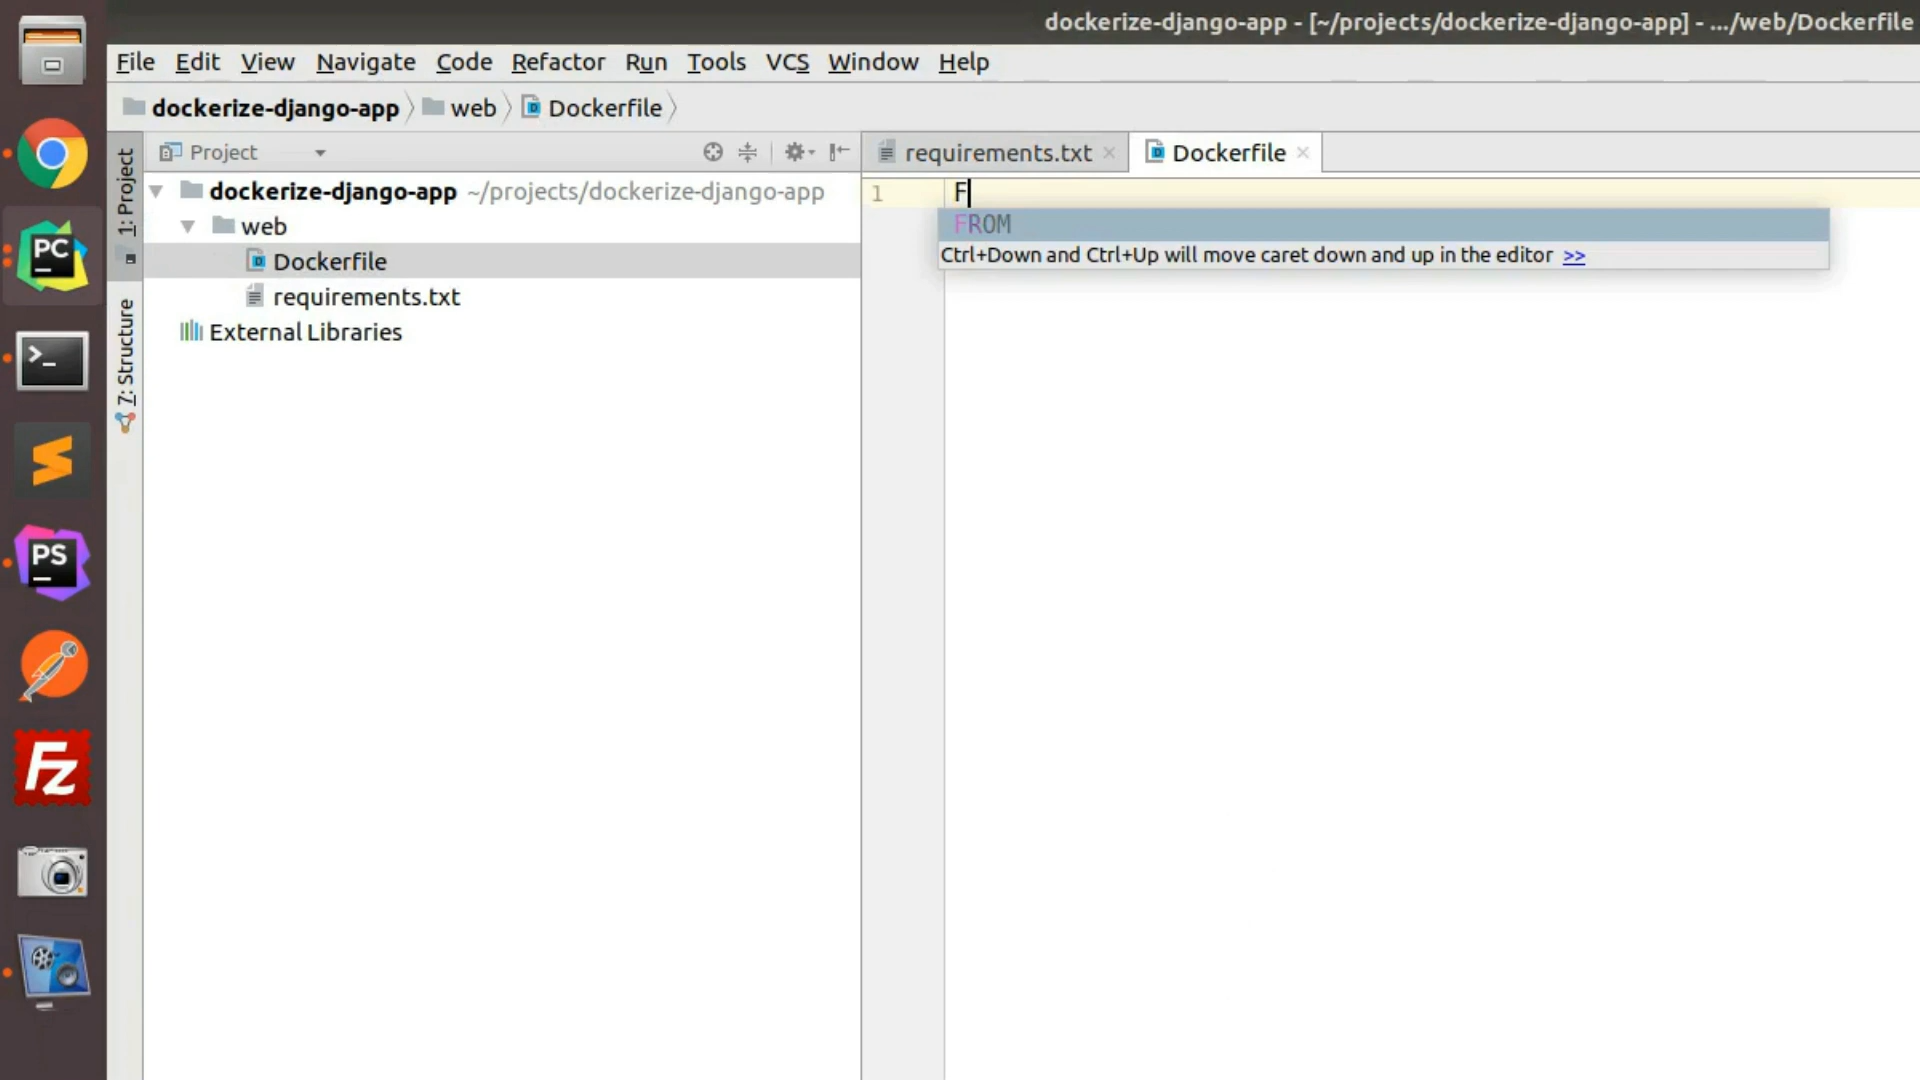 dockerize-django-app - [~/projects/dockerize-django-app] - .../web/Dockerfile
File Edit View Navigate Code Refactor Run Tools VCS Window Help
dockerize-django-app web Dockerfile
1: Project
7: Structure
Project
dockerize-django-app ~/projects/dockerize-django-app
web
Dockerfile
requirements.txt
External Libraries
requirements.txt Dockerfile
1 F
FROM
Ctrl+Down and Ctrl+Up will move caret down and up in the editor >>
PC
>_
PS
Fz